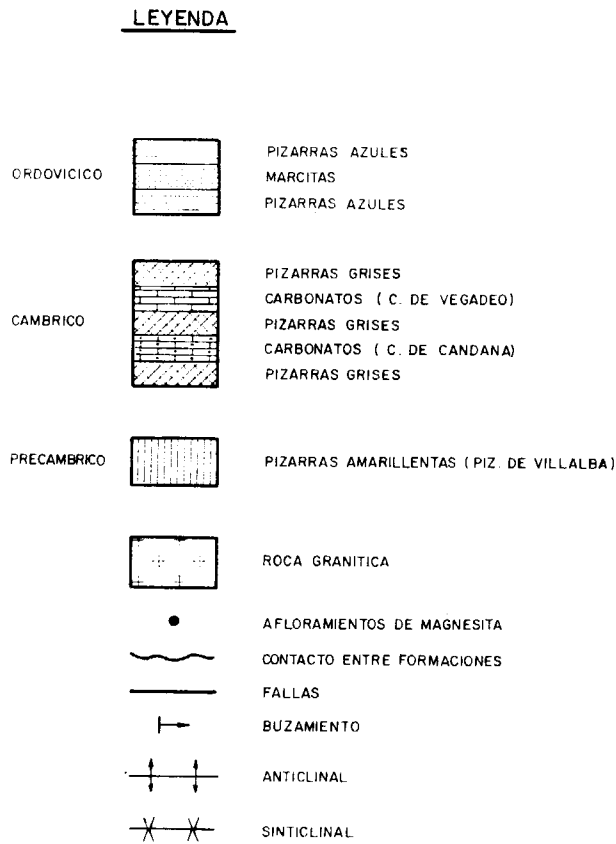 LEYENDA
ORDOVICICO
PIZARRAS AZULES
MARCITAS
PIZARRAS AZULES
CAMBRICO
PIZARRAS GRISES
CARBONATOS ( C. DE VEGADEO)
PIZARRAS GRISES
CARBONATOS ( C. DE CANDANA)
PIZARRAS GRISES
PRECAMBRICO
PIZARRAS AMARILLENTAS ( PIZ. DE VILLALBA)
ROCA GRANITICA
AFLORAMIENTOS DE MAGNESITA
CONTACTO ENTRE FORMACIONES
FALLAS
BUZAMIENTO
ANTICLINAL
SINTICLINAL